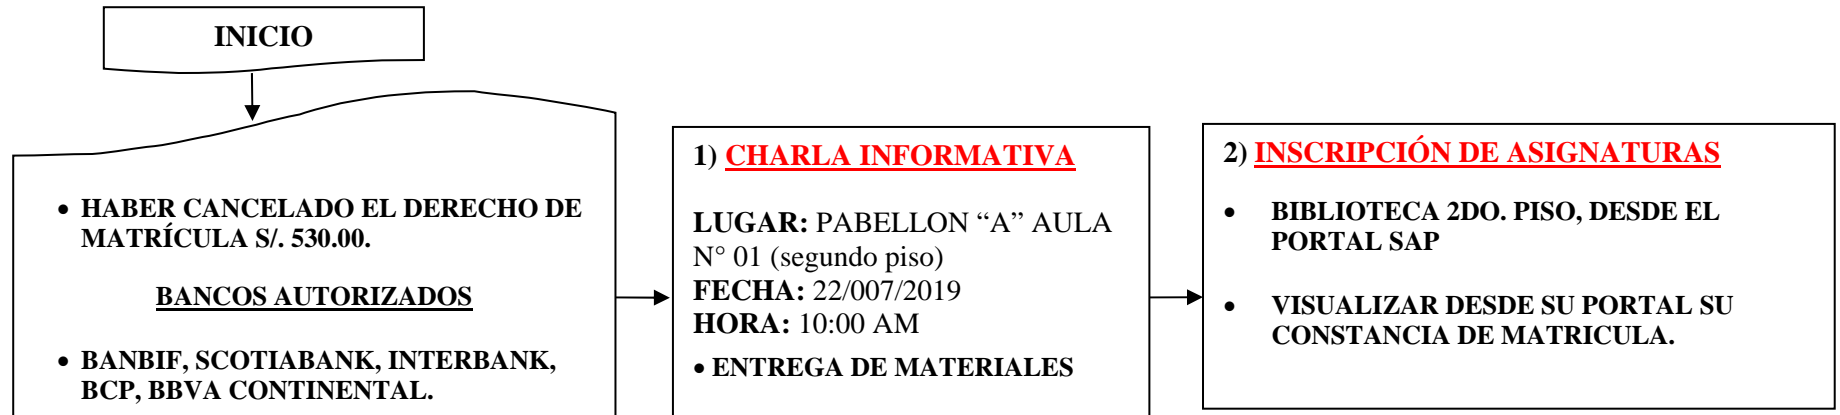 INICIO
• HABER CANCELADO EL DERECHO DE
MATRÍCULA S/. 530.00.
BANCOS AUTORIZADOS
• BANBIF, SCOTIABANK, INTERBANK,
BCP, BBVA CONTINENTAL.
1) CHARLA INFORMATIVA
LUGAR: PABELLON “A” AULA
N° 01 (segundo piso)
FECHA: 22/007/2019
HORA: 10:00 AM
• ENTREGA DE MATERIALES
2) INSCRIPCIÓN DE ASIGNATURAS
• BIBLIOTECA 2DO. PISO, DESDE EL
PORTAL SAP
• VISUALIZAR DESDE SU PORTAL SU
CONSTANCIA DE MATRICULA.